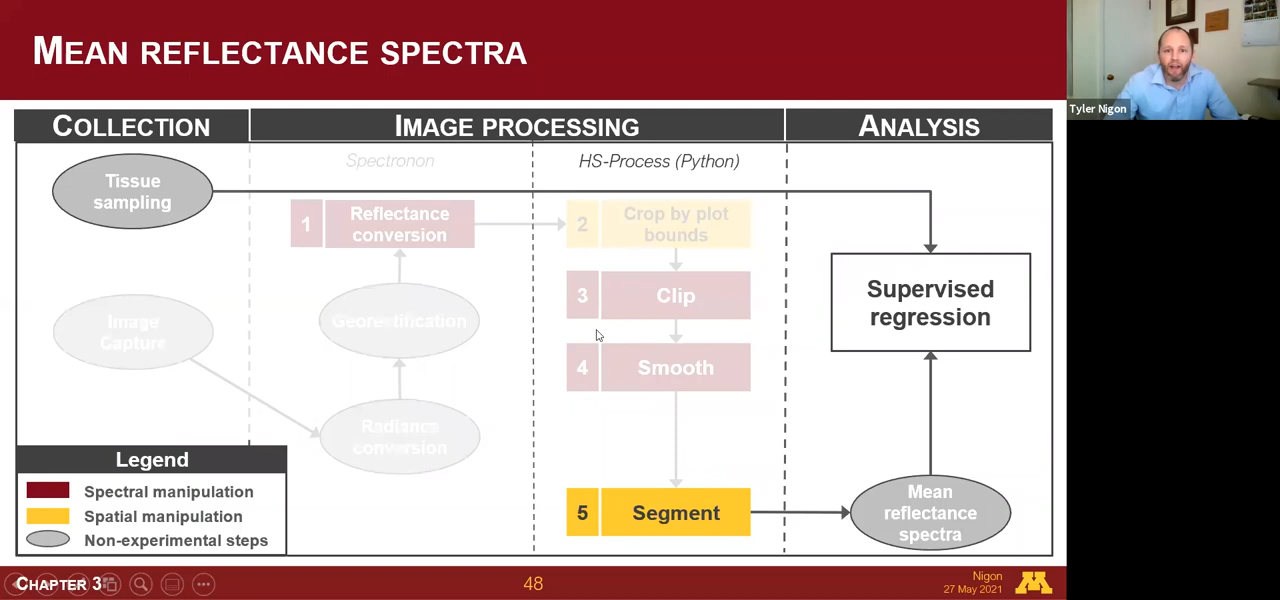 MEAN REFLECTANCE SPECTRA
Tyler Nigon
COLLECTION
IMAGE PROCESSING
ANALYSIS
Spectronon
HS-Process (Python)
Tissue
sampling
1
Reflectance
conversion
2
Crop by plot
bounds
3
Clip
Image
Capture
Georectification
Supervised
regression
4
Smooth
Radiance
conversion
5
Segment
Mean
reflectance
spectra
Legend
Spectral manipulation
Spatial manipulation
Non-experimental steps
CHAPTER 3
48
Nigon
27 May 2021
M